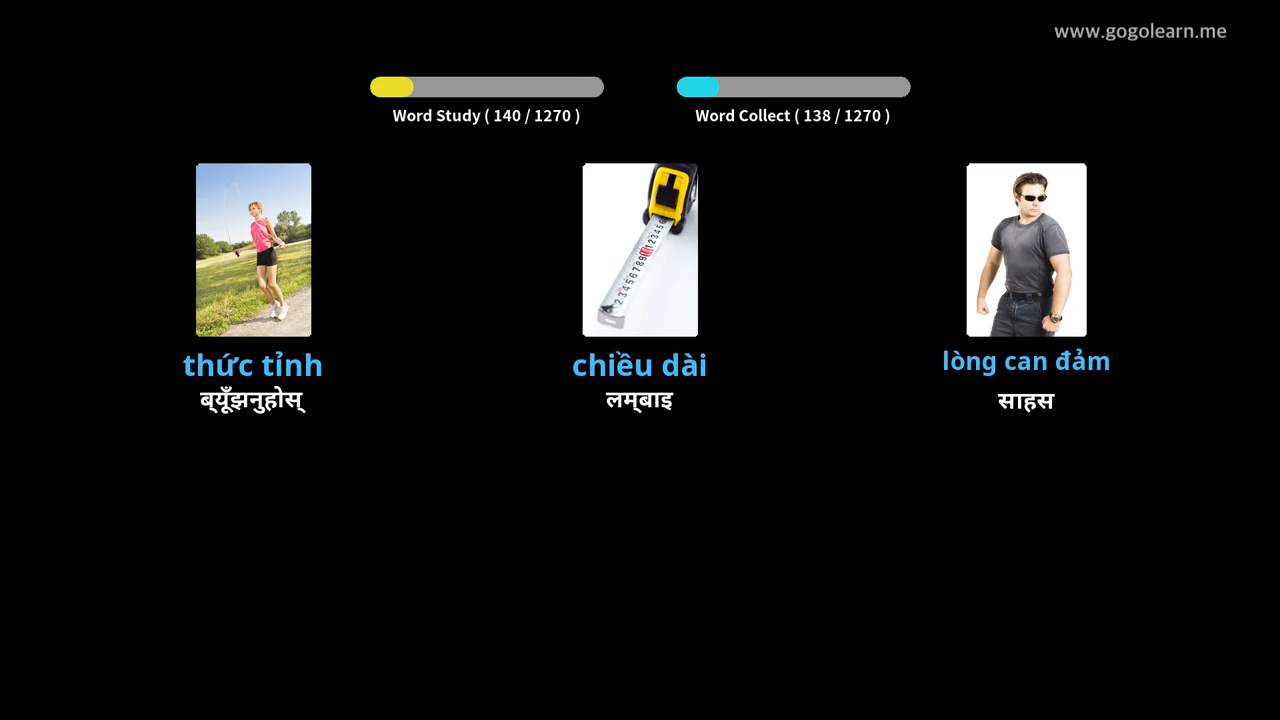 www.gogolearn.me
Word Study ( 140 / 1270 )
Word Collect ( 138 / 1270 )
thức tỉnh
ब्यूँझनुहोस्
chiều dài
लम्बाइ
lòng can đảm
साहस